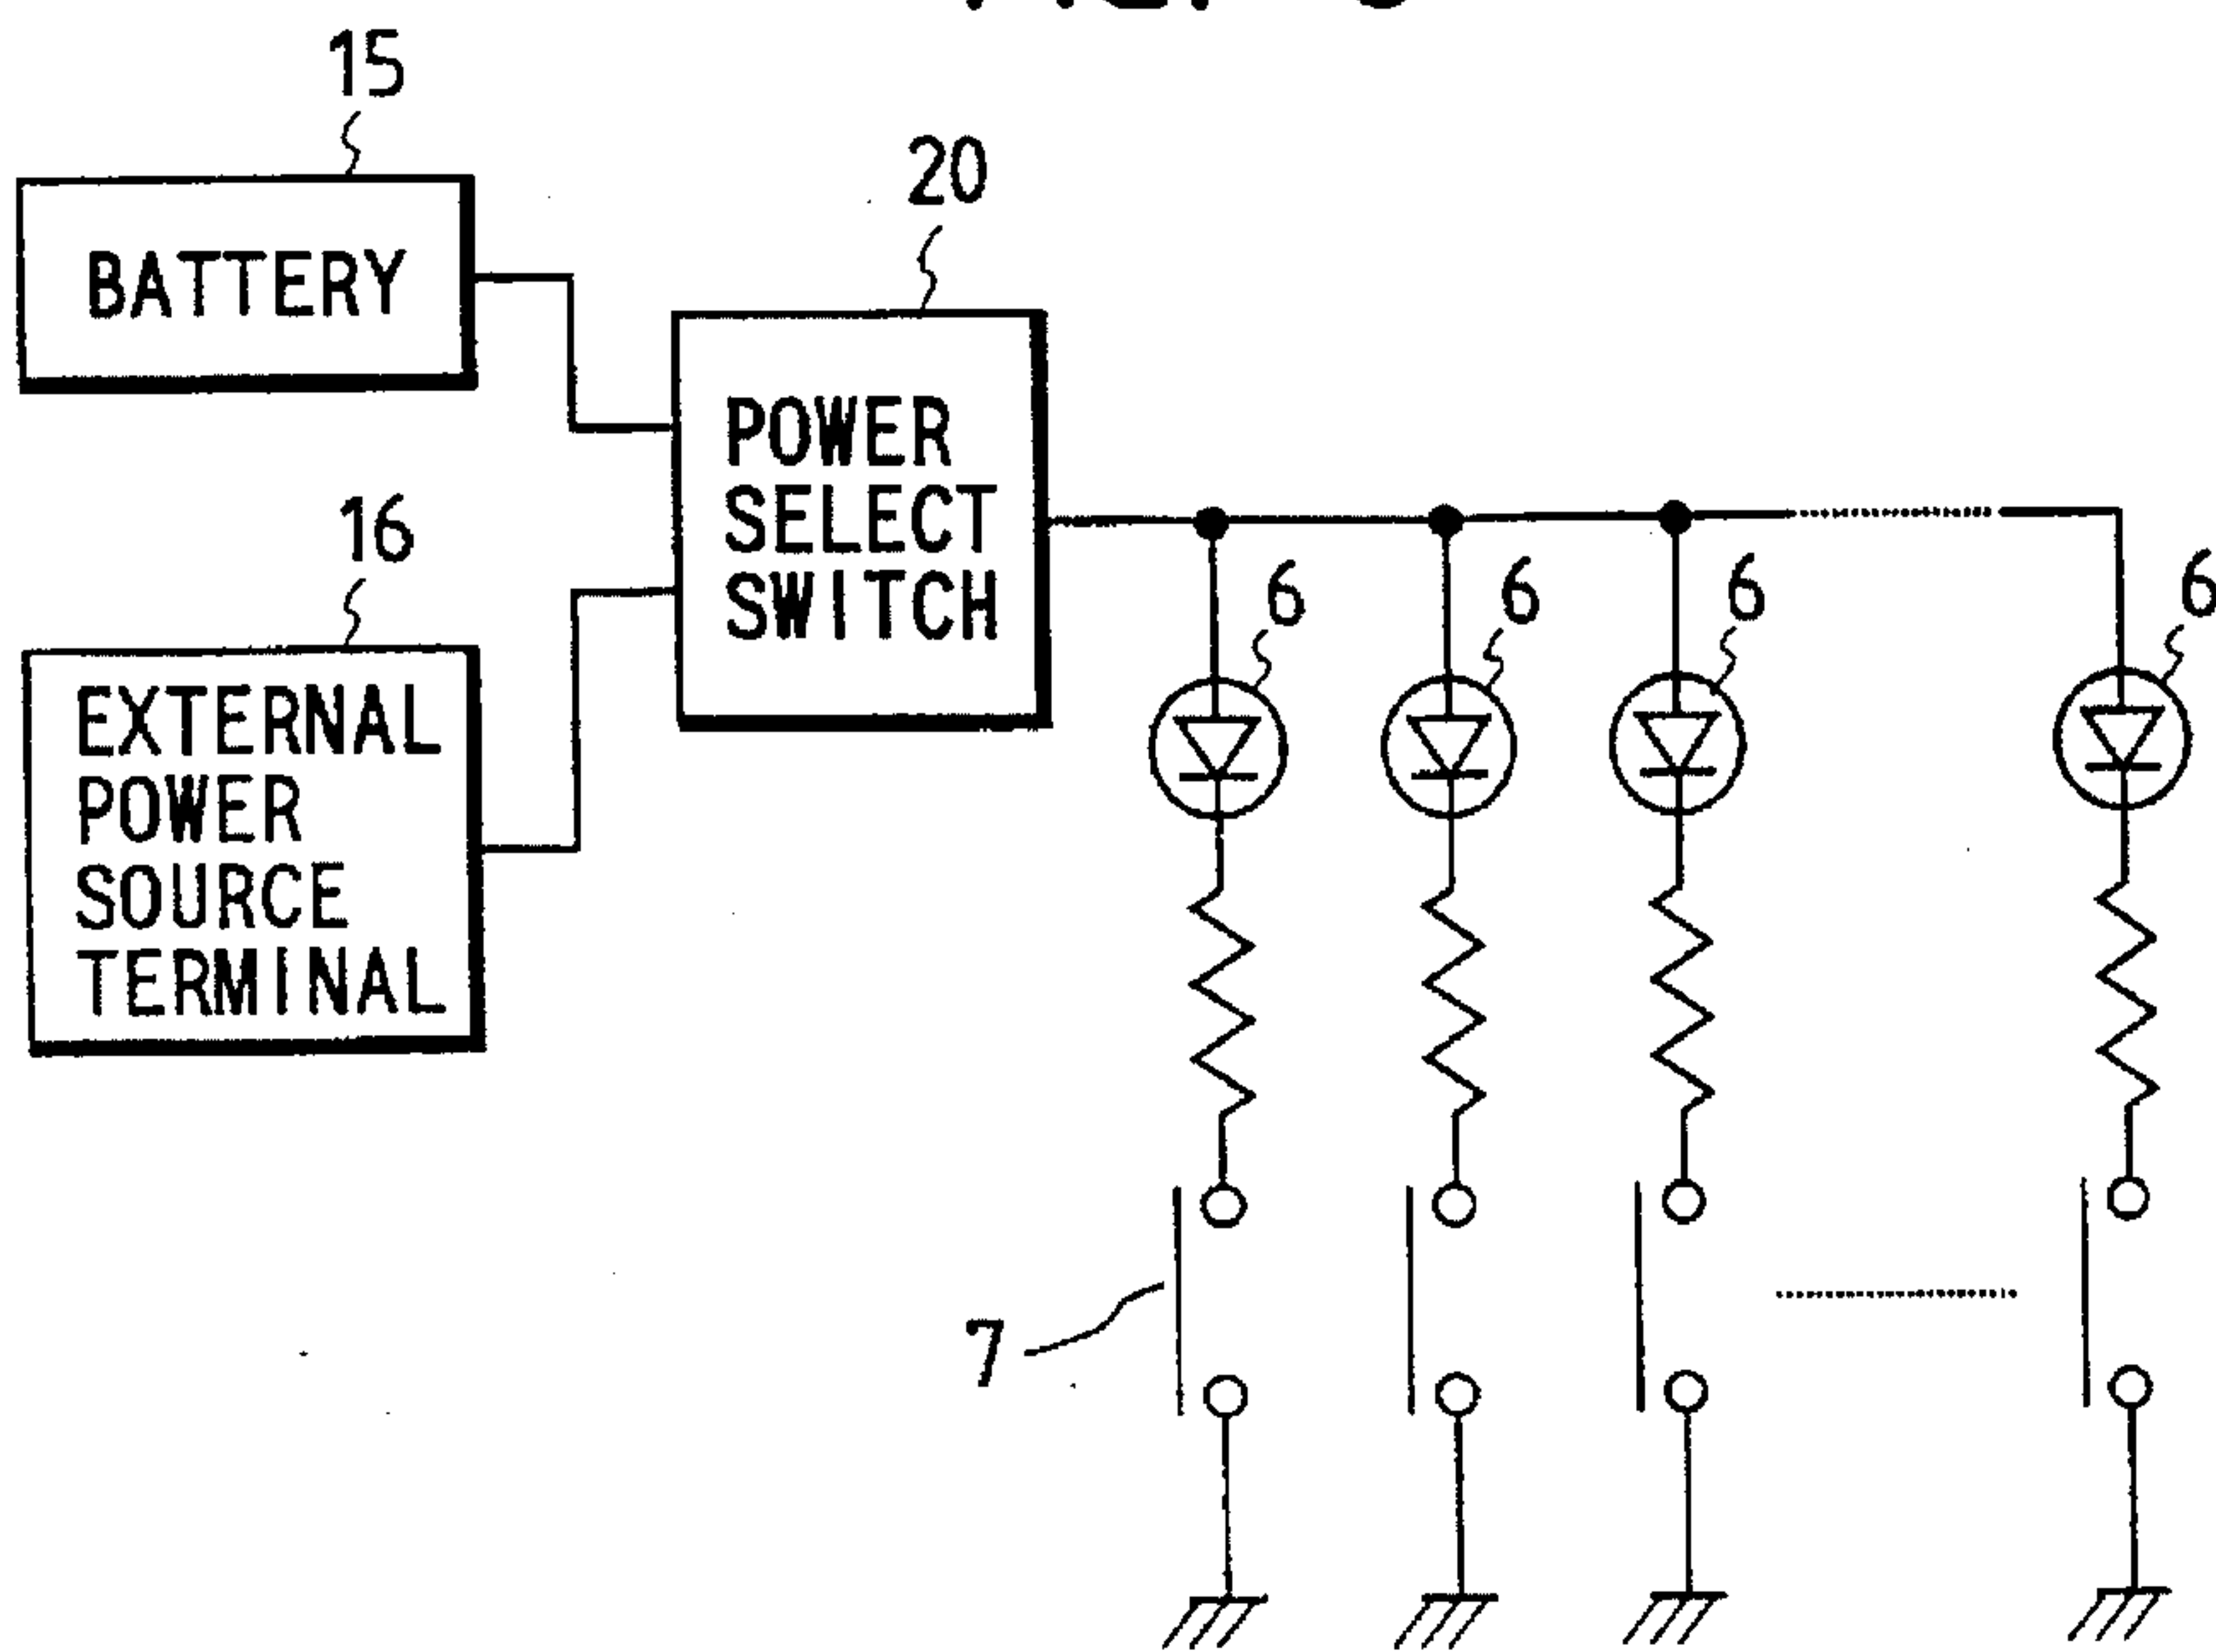 15
BATTERY
20
POWER
SELECT
SWITCH
16
EXTERNAL
POWER
SOURCE
TERMINAL
6
6
6
6
7